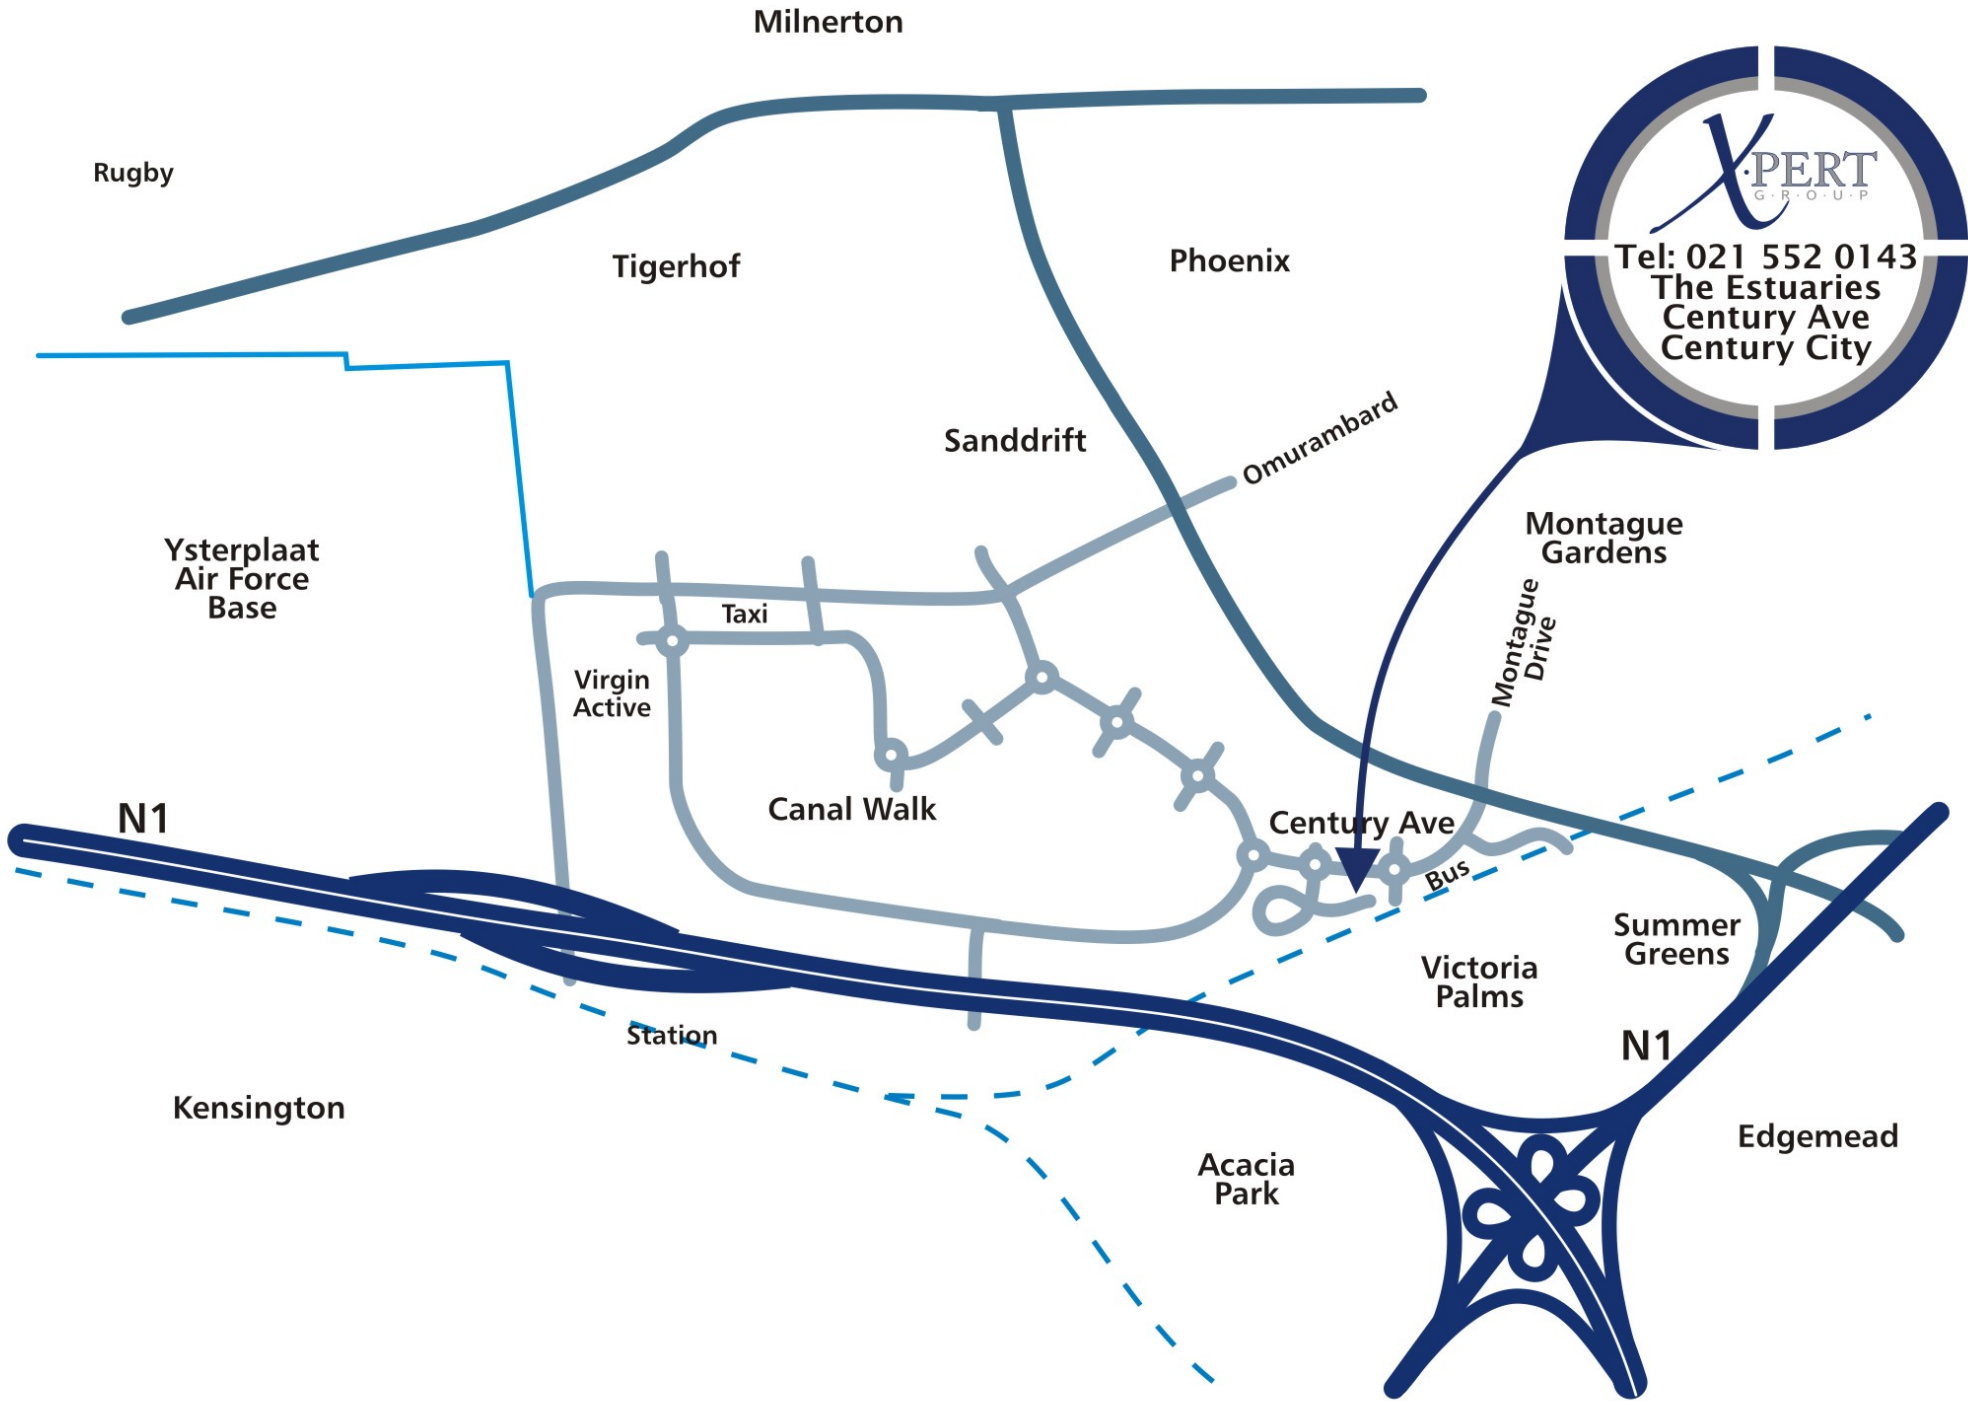 Milnerton
Rugby
X·PERT
G·R·O·U·P
Tel: 021 552 0143
The Estuaries
Century Ave
Century City
Tigerhof
Phoenix
Sanddrift
Omurambard
Montague
Gardens
Ysterplaat
Air Force
Base
Taxi
Montague
Drive
Virgin
Active
Canal Walk
N1
Century Ave
Bus
Summer
Greens
Victoria
Palms
Station
N1
Kensington
Edgemead
Acacia
Park